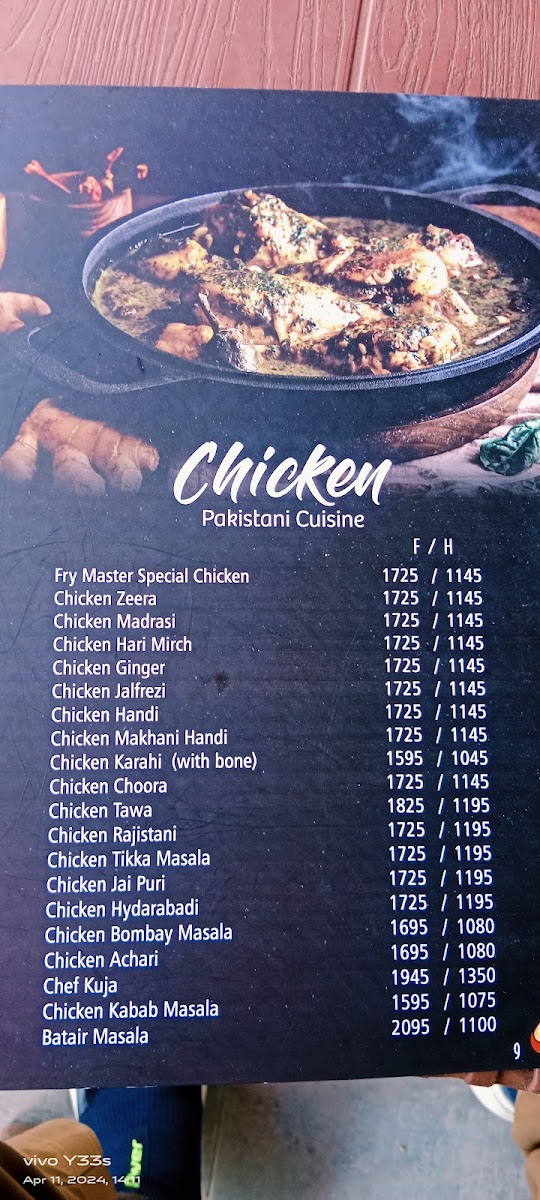 Chicken
Pakistani Cuisine
F / H
Fry Master Special Chicken 1725 / 1145
Chicken Zeera 1725 / 1145
Chicken Madrasi 1725 / 1145
Chicken Hari Mirch 1725 / 1145
Chicken Ginger 1725 / 1145
Chicken Jalfrezi 1725 / 1145
Chicken Handi 1725 / 1145
Chicken Makhani Handi 1725 / 1145
Chicken Karahi (with bone) 1595 / 1045
Chicken Choora 1725 / 1145
Chicken Tawa 1825 / 1195
Chicken Rajistani 1725 / 1195
Chicken Tikka Masala 1725 / 1195
Chicken Jai Puri 1725 / 1195
Chicken Hydarabadi 1725 / 1195
Chicken Bombay Masala 1695 / 1080
Chicken Achari 1695 / 1080
Chef Kuja 1945 / 1350
Chicken Kabab Masala 1595 / 1075
Batair Masala 2095 / 1100
9
vivo Y33s
Apr 11, 2024, 14:11